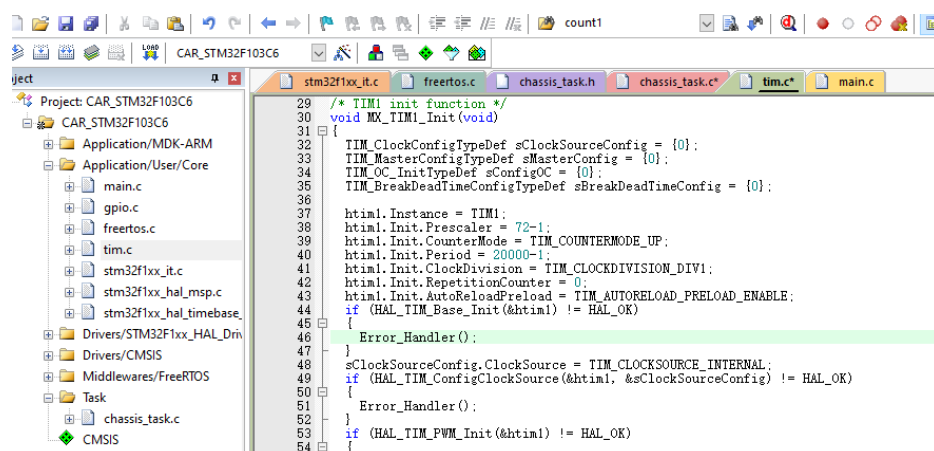 count1
LOAD
CAR_STM32F103C6
ject
stm32f1xx_it.c
freertos.c
chassis_task.h
chassis_task.c*
tim.c*
main.c
Project: CAR_STM32F103C6
CAR_STM32F103C6
Application/MDK-ARM
Application/User/Core
main.c
gpio.c
freertos.c
tim.c
stm32f1xx_it.c
stm32f1xx_hal_msp.c
stm32f1xx_hal_timebase_
Drivers/STM32F1xx_HAL_Driv
Drivers/CMSIS
Middlewares/FreeRTOS
Task
chassis_task.c
CMSIS
29 /* TIM1 init function */
30 void MX_TIM1_Init(void)
31 {
32 TIM_ClockConfigTypeDef sClockSourceConfig = {0};
33 TIM_MasterConfigTypeDef sMasterConfig = {0};
34 TIM_OC_InitTypeDef sConfigOC = {0};
35 TIM_BreakDeadTimeConfigTypeDef sBreakDeadTimeConfig = {0};
36
37 htim1.Instance = TIM1;
38 htim1.Init.Prescaler = 72-1;
39 htim1.Init.CounterMode = TIM_COUNTERMODE_UP;
40 htim1.Init.Period = 20000-1;
41 htim1.Init.ClockDivision = TIM_CLOCKDIVISION_DIV1;
42 htim1.Init.RepetitionCounter = 0;
43 htim1.Init.AutoReloadPreload = TIM_AUTORELOAD_PRELOAD_ENABLE;
44 if (HAL_TIM_Base_Init(&htim1) != HAL_OK)
45 {
46 Error_Handler();
47 }
48 sClockSourceConfig.ClockSource = TIM_CLOCKSOURCE_INTERNAL;
49 if (HAL_TIM_ConfigClockSource(&htim1, &sClockSourceConfig) != HAL_OK)
50 {
51 Error_Handler();
52 }
53 if (HAL_TIM_PWM_Init(&htim1) != HAL_OK)
54 {